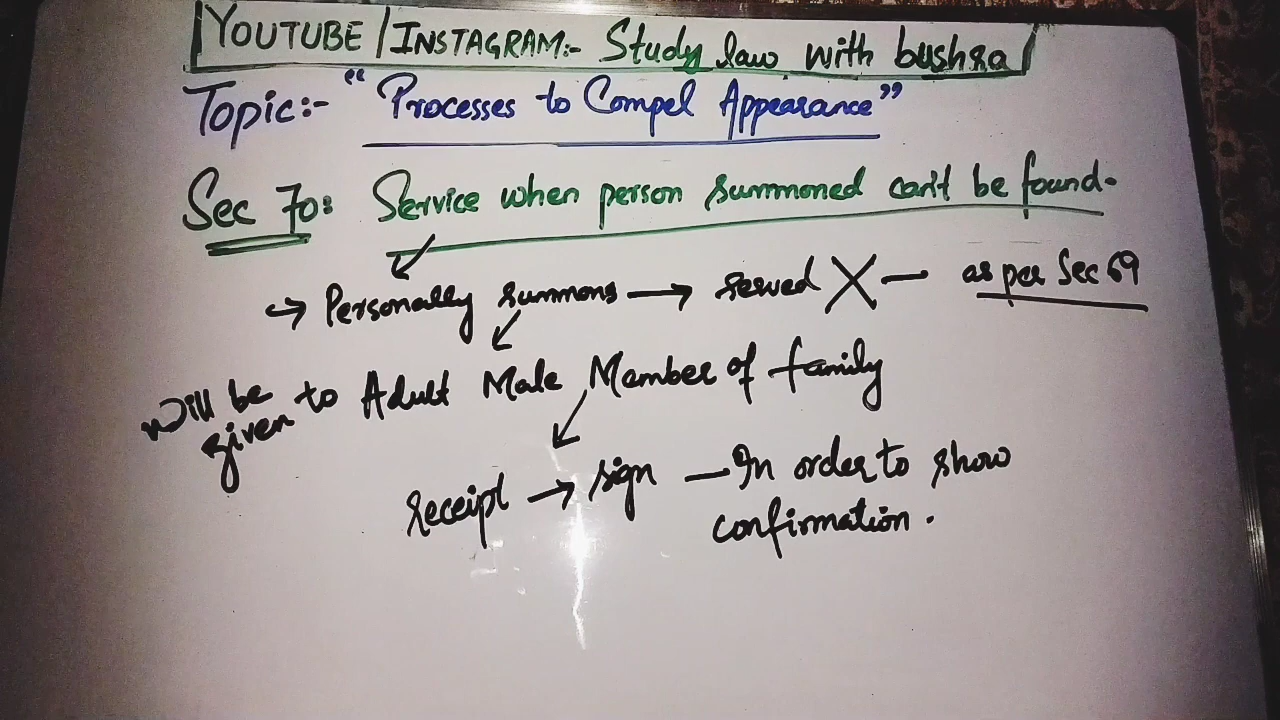 YOUTUBE/INSTAGRAM:- Study law with bushra
Topic:- "Processes to Compel Appearance"
Sec 70: Service when person summoned can't be found.
→ Personally summons → served X — as per Sec 69
will be given to Adult Male Member of family
receipt → sign — In order to show
confirmation.